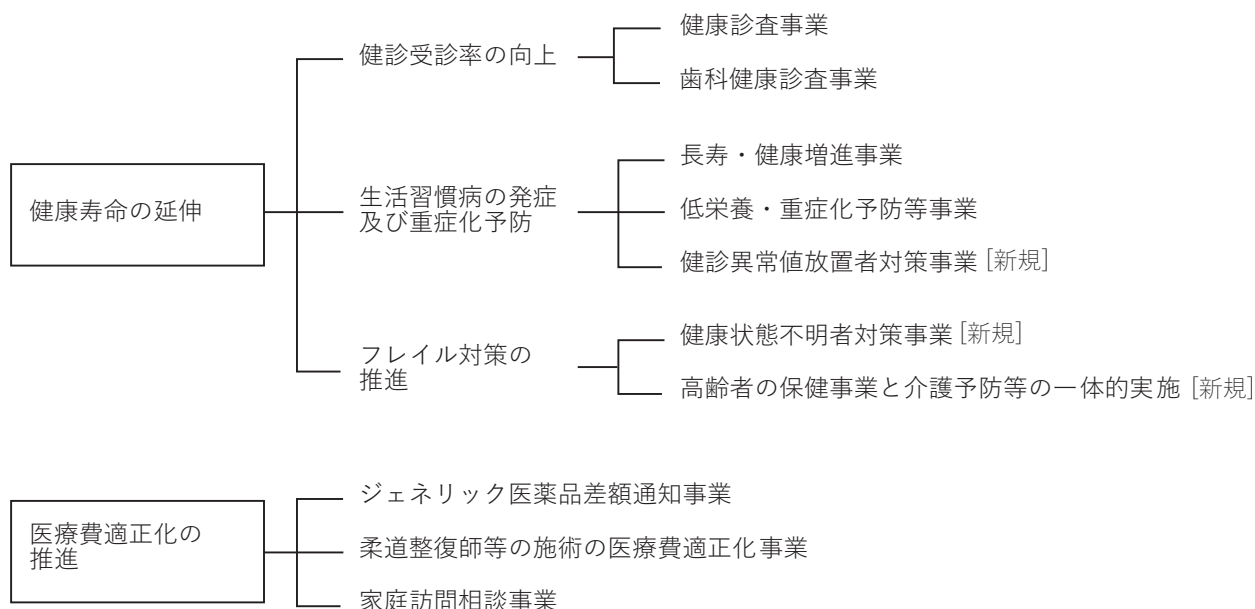 健康寿命の延伸
健診受診率の向上
健康診査事業
歯科健康診査事業
生活習慣病の発症
及び重症化予防
長寿・健康増進事業
低栄養・重症化予防等事業
健診異常値放置者対策事業 [新規]
フレイル対策の
推進
健康状態不明者対策事業 [新規]
高齢者の保健事業と介護予防等の一体的実施 [新規]
医療費適正化の
推進
ジェネリック医薬品差額通知事業
柔道整復師等の施術の医療費適正化事業
家庭訪問相談事業